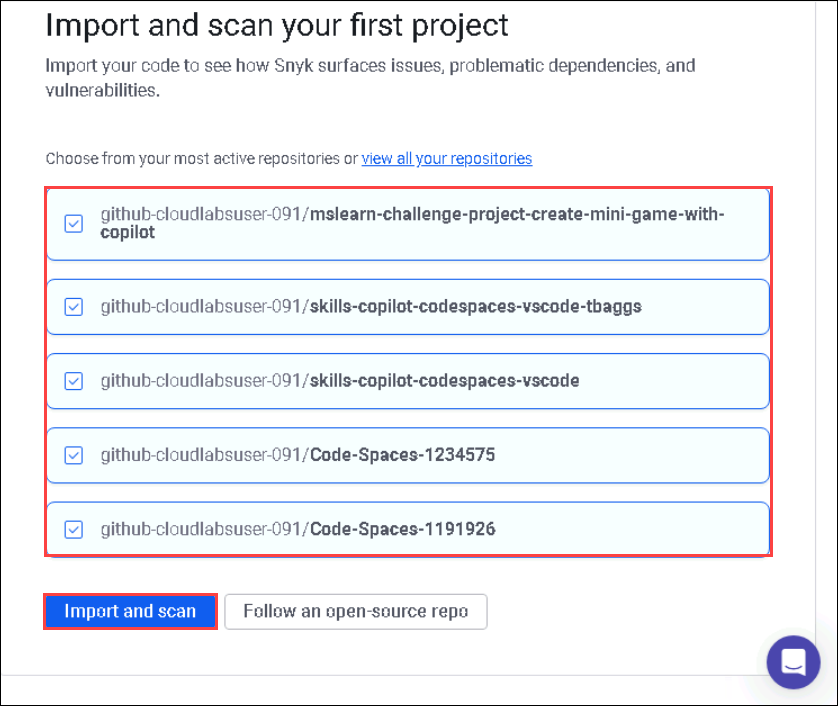 Import and scan your first project
Import your code to see how Snyk surfaces issues, problematic dependencies, and
vulnerabilities.
Choose from your most active repositories or view all your repositories
github-cloudlabsuser-091/mslearn-challenge-project-create-mini-game-with-
copilot
github-cloudlabsuser-091/skills-copilot-codespaces-vscode-tbaggs
github-cloudlabsuser-091/skills-copilot-codespaces-vscode
github-cloudlabsuser-091/Code-Spaces-1234575
github-cloudlabsuser-091/Code-Spaces-1191926
Import and scan Follow an open-source repo